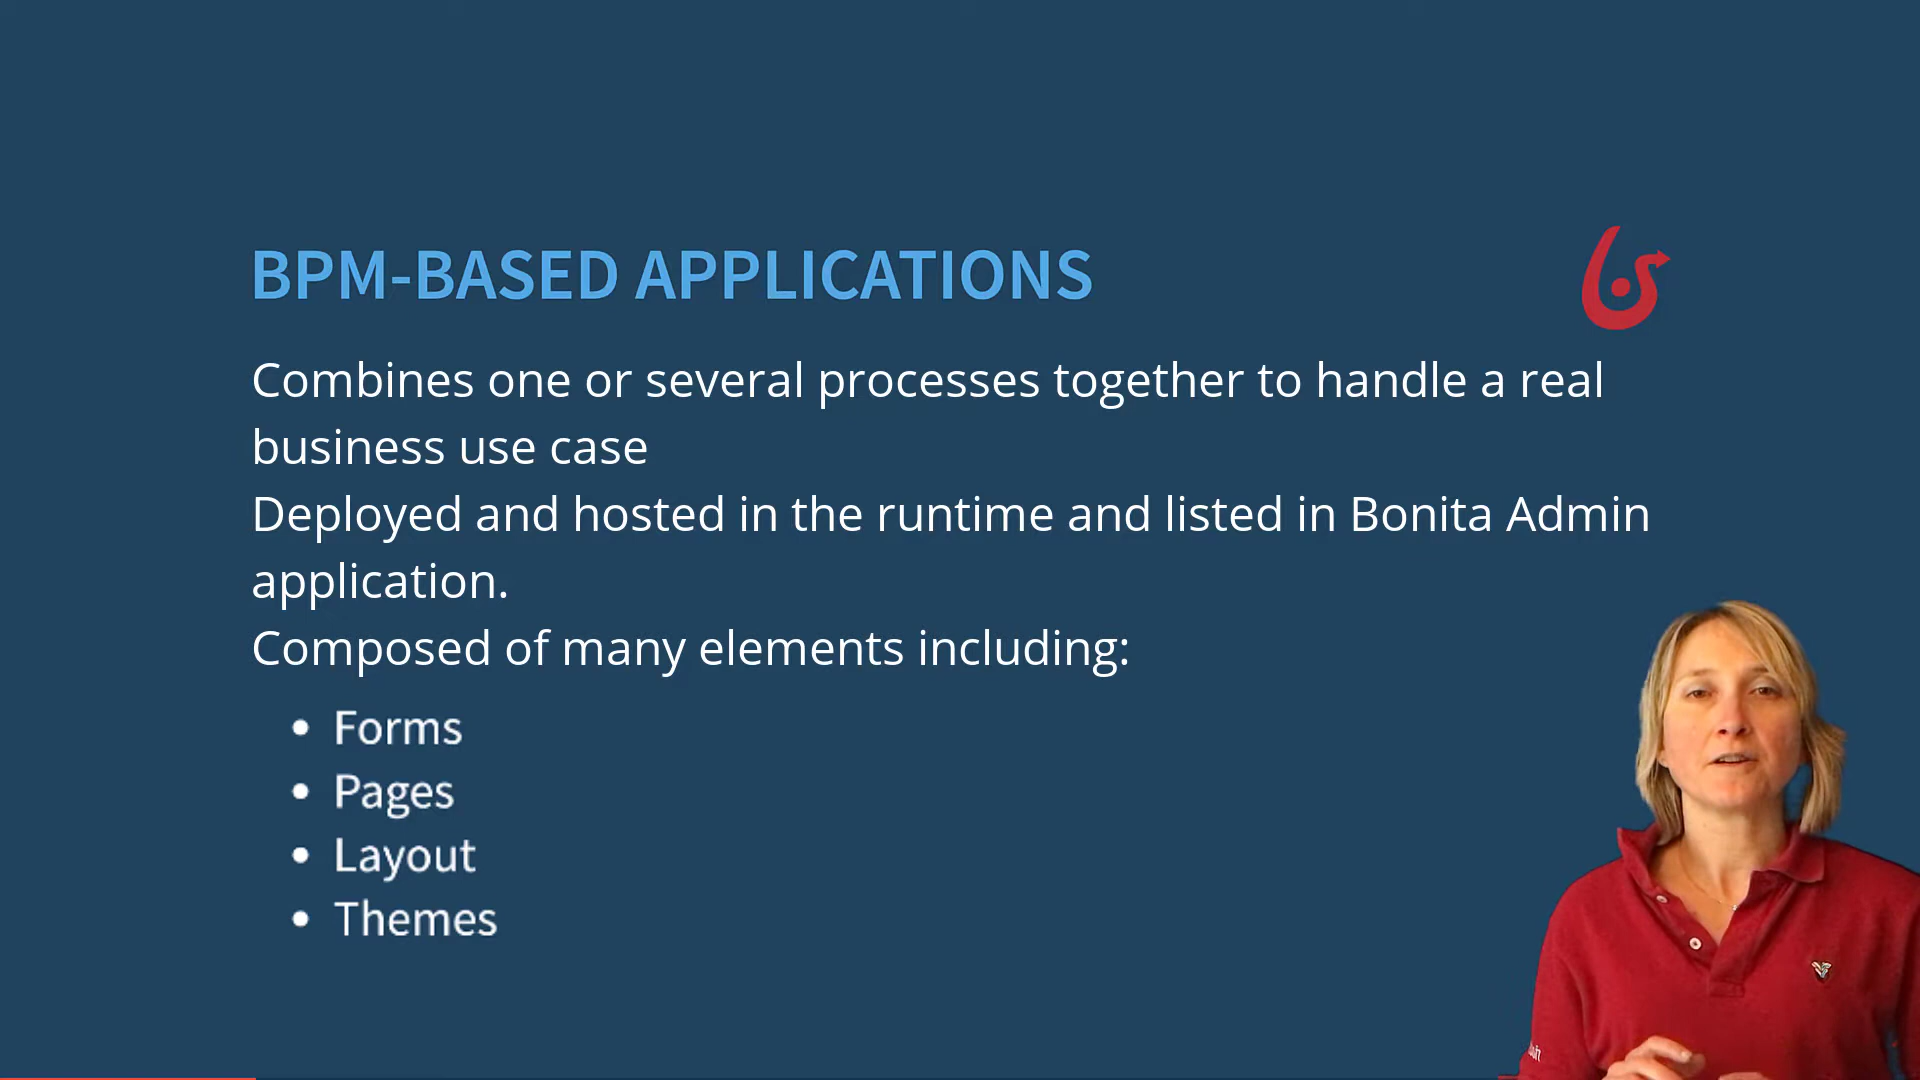 BPM-BASED APPLICATIONS
Combines one or several processes together to handle a real
business use case
Deployed and hosted in the runtime and listed in Bonita Admin
application.
Composed of many elements including:
• Forms
• Pages
• Layout
• Themes